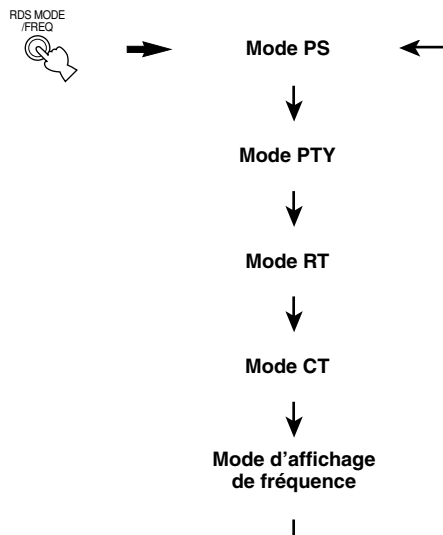 RDS MODE
/FREQ
Mode PS
Mode PTY
Mode RT
Mode CT
Mode d'affichage
de fréquence